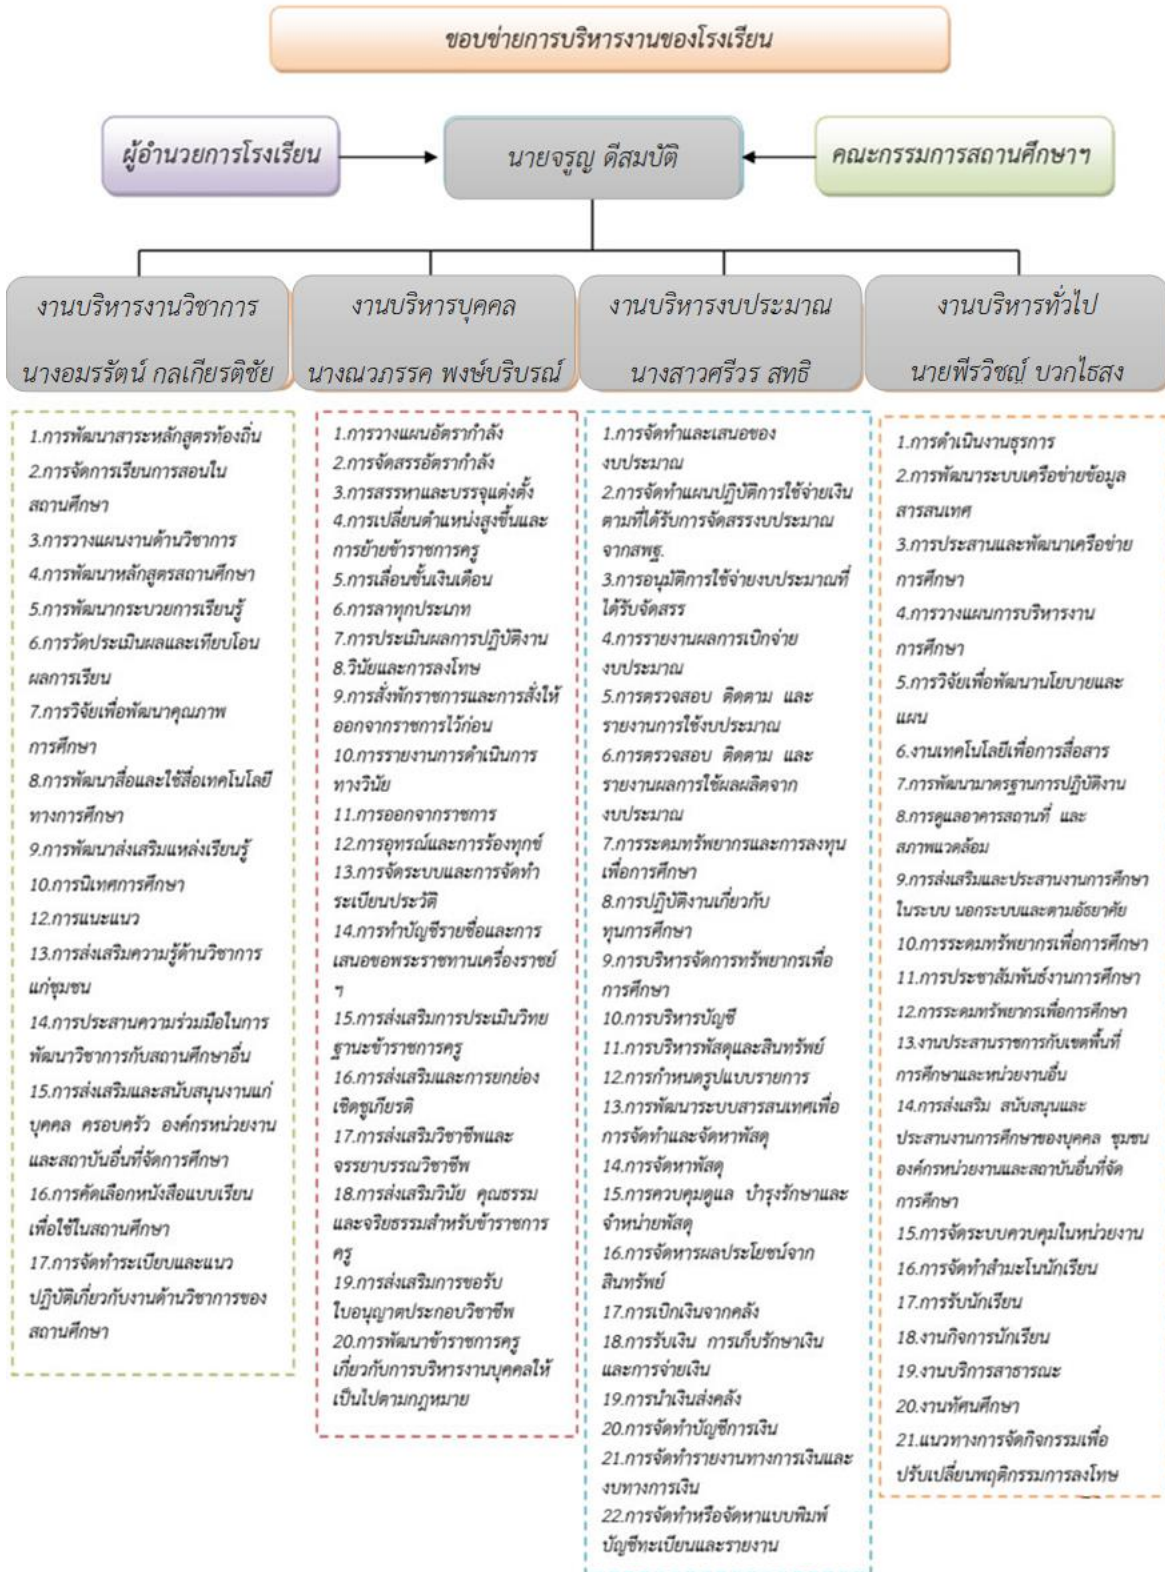 ขอบข่ายการบริหารงานของโรงเรียน
ผู้อำนวยการโรงเรียน
นายจรูญ ดีสมบัติ
คณะกรรมการสถานศึกษาฯ
งานบริหารงานวิชาการ
นางอมรรัตน์ กลเกียรติชัย
งานบริหารบุคคล
นางณวภรรค พงษ์บริบรณ์
งานบริหารงบประมาณ
นางสาวศรีวร สทธิ
งานบริหารทั่วไป
นายพีรวิชญ์ บวกไธสง
1.การพัฒนาสาระหลักสูตรท้องถิ่น
2.การจัดการเรียนการสอนใน
สถานศึกษา
3.การวางแผนงานด้านวิชาการ
4.การพัฒนาหลักสูตรสถานศึกษา
5.การพัฒนากระบวยการเรียนรู้
6.การวัดประเมินผลและเทียบโอน
ผลการเรียน
7.การวิจัยเพื่อพัฒนาคุณภาพ
การศึกษา
8.การพัฒนาสื่อและใช้สื่อเทคโนโลยี
ทางการศึกษา
9.การพัฒนาส่งเสริมแหล่งเรียนรู้
10.การนิเทศการศึกษา
12.การแนะแนว
13.การส่งเสริมความรู้ด้านวิชาการ
แก่ชุมชน
14.การประสานความร่วมมือในการ
พัฒนาวิชาการกับสถานศึกษาอื่น
15.การส่งเสริมและสนับสนุนงานแก่
บุคคล ครอบครัว องค์กรหน่วยงาน
และสถาบันอื่นที่จัดการศึกษา
16.การคัดเลือกหนังสือแบบเรียน
เพื่อใช้ในสถานศึกษา
17.การจัดทำระเบียบและแนว
ปฏิบัติเกี่ยวกับงานด้านวิชาการของ
สถานศึกษา
1.การวางแผนอัตรากำลัง
2.การจัดสรรอัตรากำลัง
3.การสรรหาและบรรจุแต่งตั้ง
4.การเปลี่ยนตำแหน่งสูงขึ้นและ
การย้ายข้าราชการครู
5.การเลื่อนขั้นเงินเดือน
6.การลาทุกประเภท
7.การประเมินผลการปฏิบัติงาน
8.วินัยและการลงโทษ
9.การสั่งพักราชการและการสั่งให้
ออกจากราชการไว้ก่อน
10.การรายงานการดำเนินการ
ทางวินัย
11.การออกจากราชการ
12.การอุทรณ์และการร้องทุกข์
13.การจัดระบบและการจัดทำ
ระเบียนประวัติ
14.การทำบัญชีรายชื่อและการ
เสนอขอพระราชทานเครื่องราชย์
ฯ
15.การส่งเสริมการประเมินวิทย
ฐานะข้าราชการครู
16.การส่งเสริมและการยกย่อง
เชิดชูเกียรติ
17.การส่งเสริมวิชาชีพและ
จรรยาบรรณวิชาชีพ
18.การส่งเสริมวินัย คุณธรรม
และจริยธรรมสำหรับข้าราชการ
ครู
19.การส่งเสริมการขอรับ
ใบอนุญาตประกอบวิชาชีพ
20.การพัฒนาข้าราชการครู
เกี่ยวกับการบริหารงานบุคคลให้
เป็นไปตามกฎหมาย
1.การจัดทำและเสนอของ
งบประมาณ
2.การจัดทำแผนปฏิบัติการใช้จ่ายเงิน
ตามที่ได้รับการจัดสรรงบประมาณ
จากสพฐ.
3.การอนุมัติการใช้จ่ายงบประมาณที่
ได้รับจัดสรร
4.การรายงานผลการเบิกจ่าย
งบประมาณ
5.การตรวจสอบ ติดตาม และ
รายงานการใช้งบประมาณ
6.การตรวจสอบ ติดตาม และ
รายงานผลการใช้ผลผลิตจาก
งบประมาณ
7.การระดมทรัพยากรและการลงทุน
เพื่อการศึกษา
8.การปฏิบัติงานเกี่ยวกับ
ทุนการศึกษา
9.การบริหารจัดการทรัพยากรเพื่อ
การศึกษา
10.การบริหารบัญชี
11.การบริหารพัสดุและสินทรัพย์
12.การกำหนดรูปแบบรายการ
13.การพัฒนาระบบสารสนเทศเพื่อ
การจัดทำและจัดหาพัสดุ
14.การจัดหาพัสดุ
15.การควบคุมดูแล บำรุงรักษาและ
จำหน่ายพัสดุ
16.การจัดหารผลประโยชน์จาก
สินทรัพย์
17.การเบิกเงินจากคลัง
18.การรับเงิน การเก็บรักษาเงิน
และการจ่ายเงิน
19.การนำเงินส่งคลัง
20.การจัดทำบัญชีการเงิน
21.การจัดทำรายงานทางการเงินและ
งบทางการเงิน
22.การจัดทำหรือจัดหาแบบพิมพ์
บัญชีทะเบียนและรายงาน
1.การดำเนินงานธุรการ
2.การพัฒนาระบบเครือข่ายข้อมูล
สารสนเทศ
3.การประสานและพัฒนาเครือข่าย
การศึกษา
4.การวางแผนการบริหารงาน
การศึกษา
5.การวิจัยเพื่อพัฒนานโยบายและ
แผน
6.งานเทคโนโลยีเพื่อการสื่อสาร
7.การพัฒนามาตรฐานการปฏิบัติงาน
8.การดูแลอาคารสถานที่ และ
สภาพแวดล้อม
9.การส่งเสริมและประสานงานการศึกษา
ในระบบ นอกระบบและตามอัธยาศัย
10.การระดมทรัพยากรเพื่อการศึกษา
11.การประชาสัมพันธ์งานการศึกษา
12.การระดมทรัพยากรเพื่อการศึกษา
13.งานประสานราชการกับเขตพื้นที่
การศึกษาและหน่วยงานอื่น
14.การส่งเสริม สนับสนุนและ
ประสานงานการศึกษาของบุคคล ชุมชน
องค์กรหน่วยงานและสถาบันอื่นที่จัด
การศึกษา
15.การจัดระบบควบคุมในหน่วยงาน
16.การจัดทำสำมะโนนักเรียน
17.การรับนักเรียน
18.งานกิจการนักเรียน
19.งานบริการสาธารณะ
20.งานทัศนศึกษา
21.แนวทางการจัดกิจกรรมเพื่อ
ปรับเปลี่ยนพฤติกรรมการลงโทษ